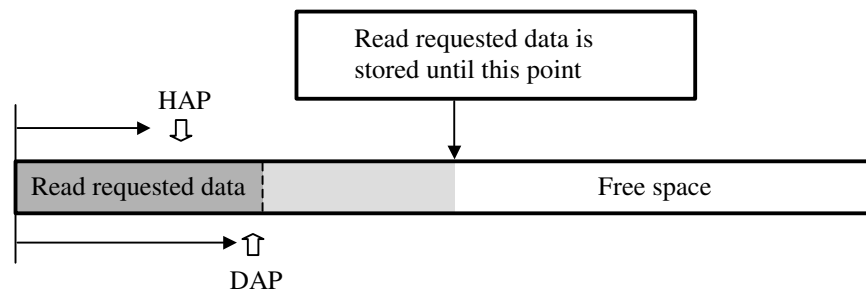 Read requested data is
stored until this point
HAP
Read requested data
Free space
DAP